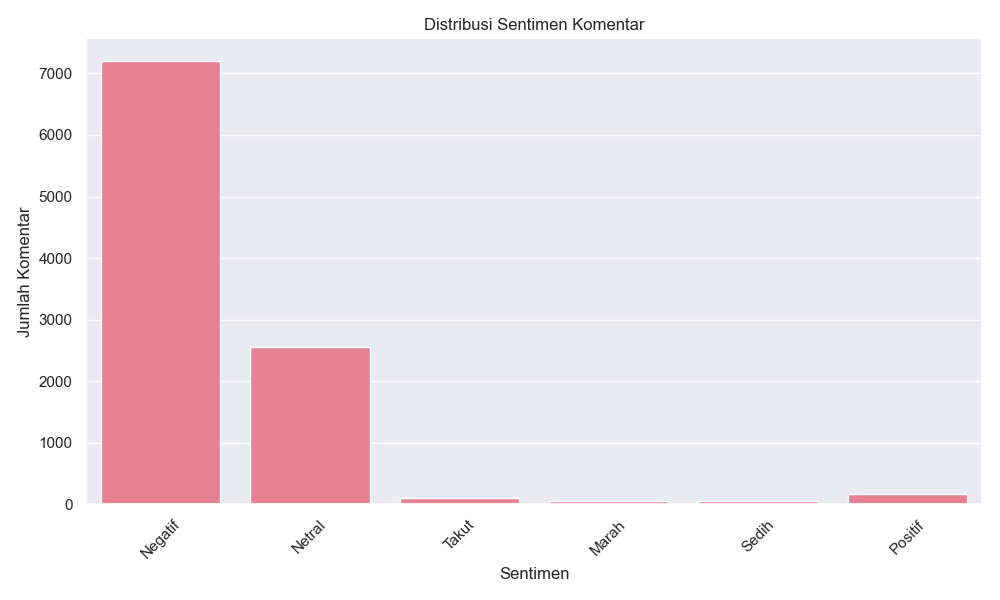 Distribusi Sentimen Komentar
7000
6000
5000
4000
3000
2000
1000
0
Jumlah Komentar
Negatif
Netral
Takut
Marah
Sedih
Positif
Sentimen